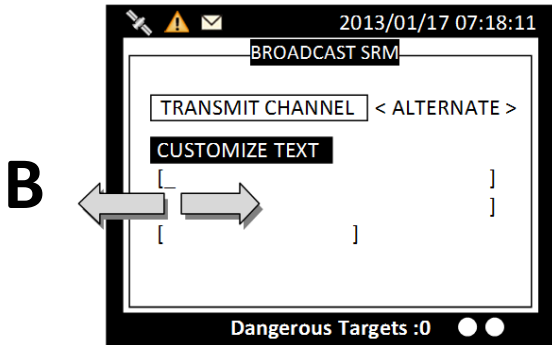 2013/01/17 07:18:11
BROADCAST SRM
TRANSMIT CHANNEL < ALTERNATE >
CUSTOMIZE TEXT
[_ ]
B
]
[ ]
Dangerous Targets :0